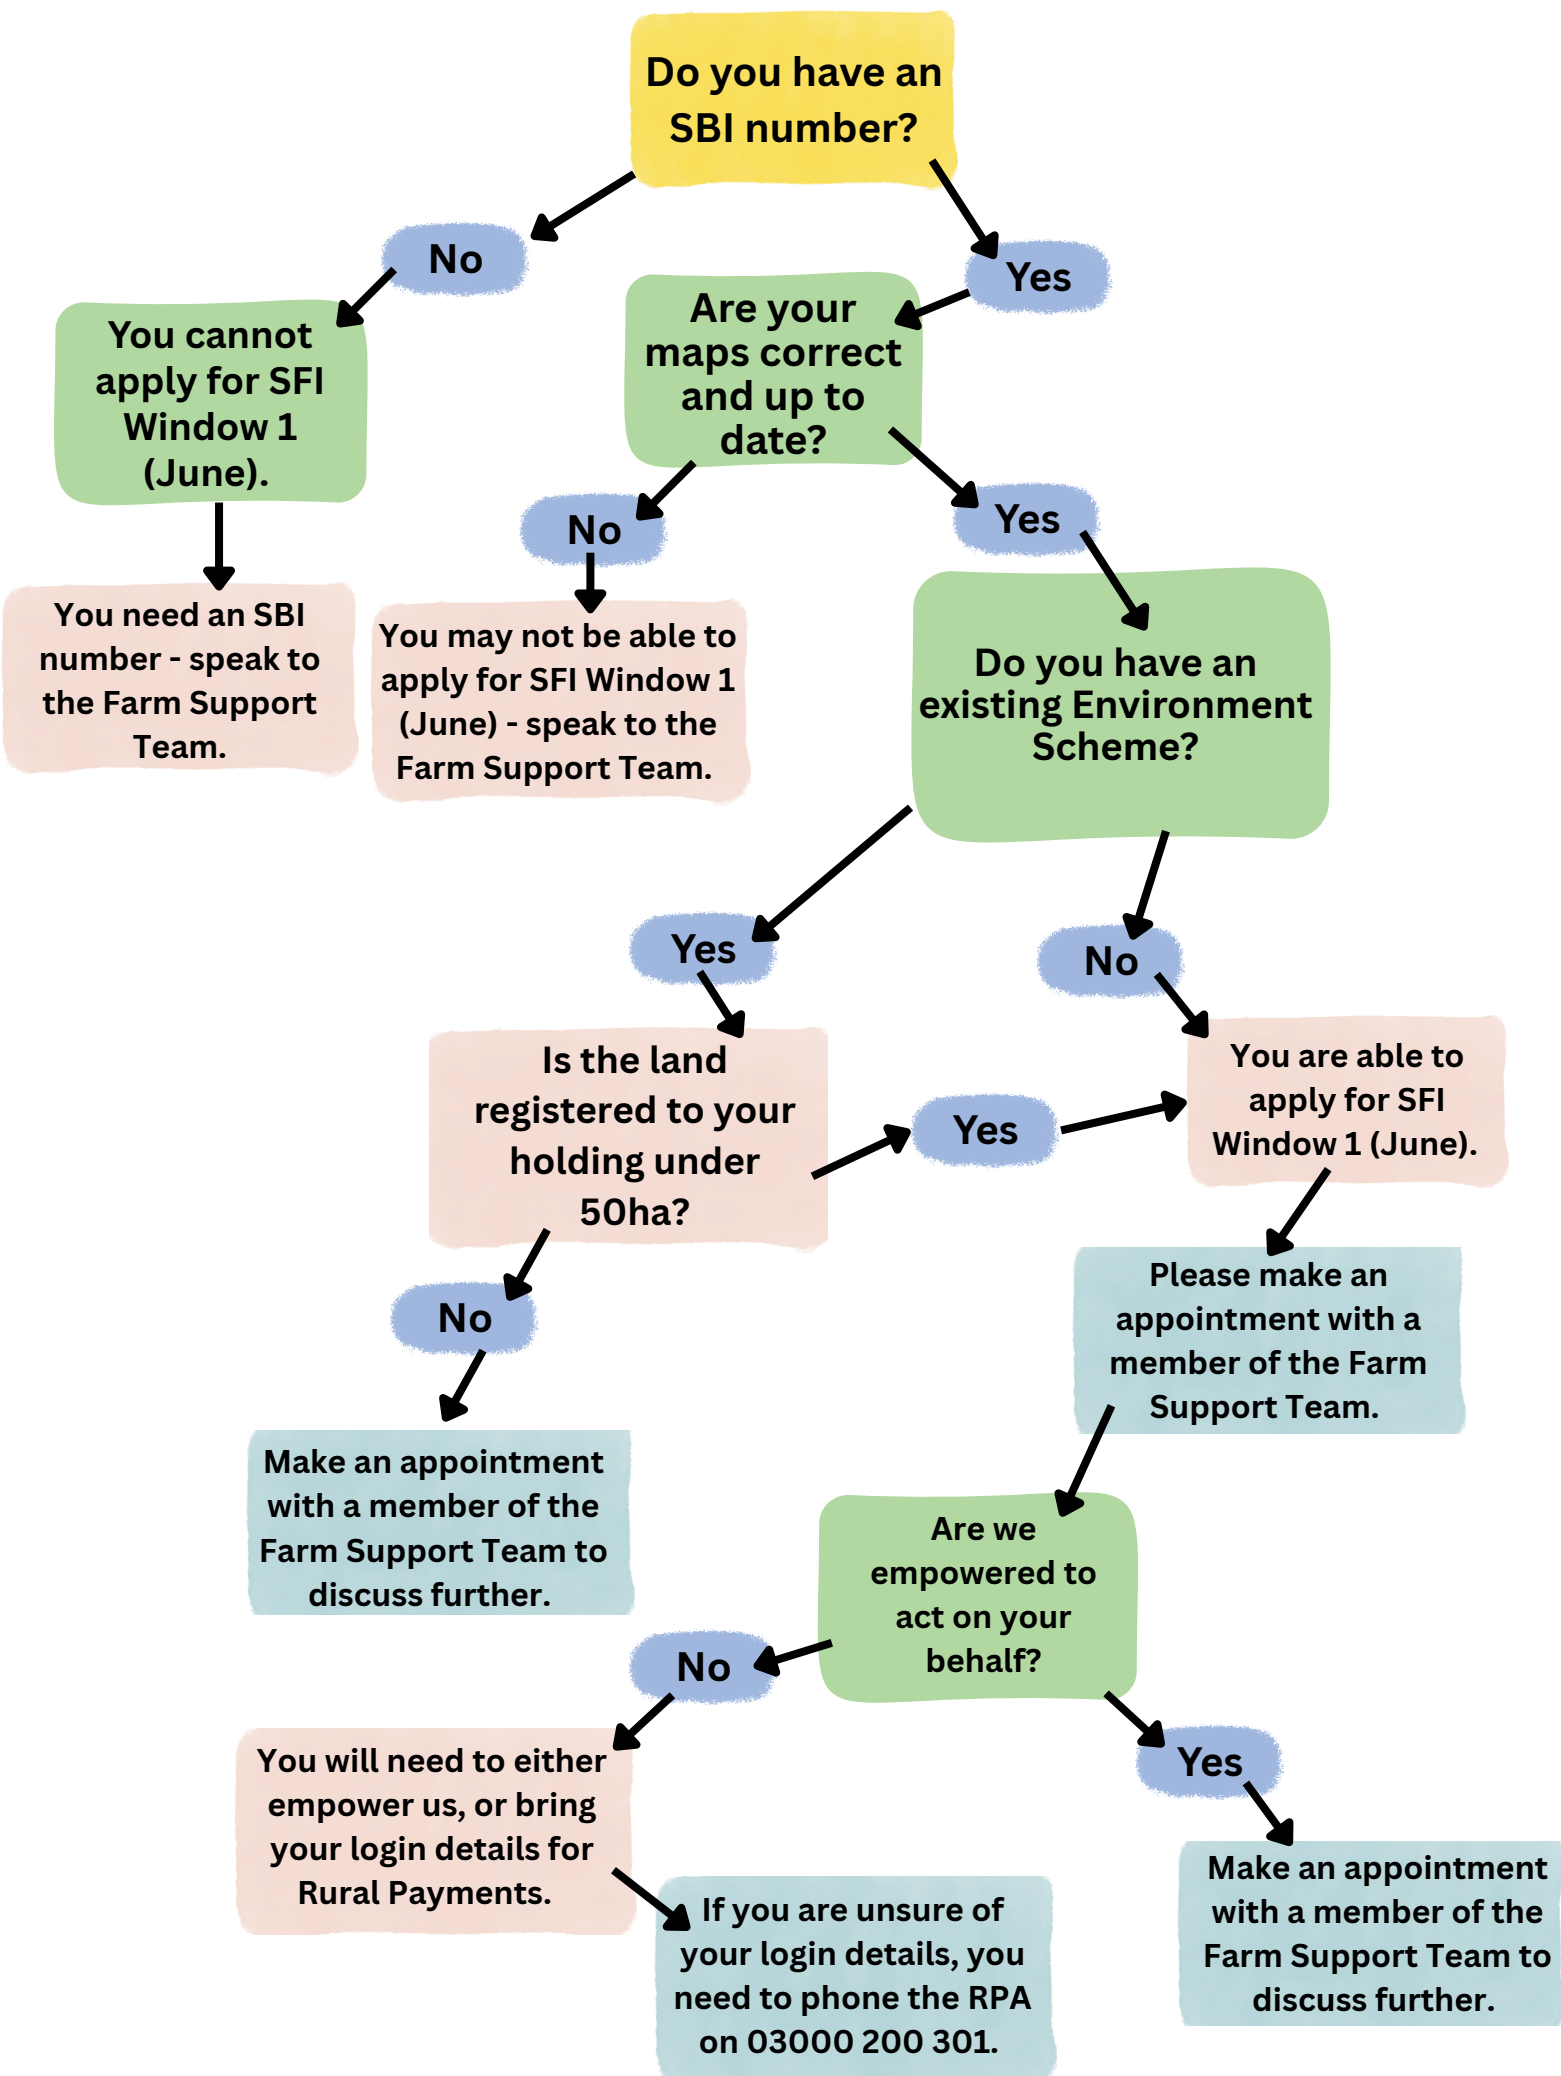 Do you have an
SBI number?
No
Yes
You cannot
apply for SFI
Window 1
(June).
Are your
maps correct
and up to
date?
No
Yes
You need an SBI
number - speak to
the Farm Support
Team.
You may not be able to
apply for SFI Window 1
(June) - speak to the
Farm Support Team.
Do you have an
existing Environment
Scheme?
Yes
No
Is the land
registered to your
holding under
50ha?
Yes
You are able to
apply for SFI
Window 1 (June).
No
Please make an
appointment with a
member of the Farm
Support Team.
Make an appointment
with a member of the
Farm Support Team to
discuss further.
Are we
empowered to
act on your
behalf?
No
Yes
You will need to either
empower us, or bring
your login details for
Rural Payments.
If you are unsure of
your login details, you
need to phone the RPA
on 03000 200 301.
Make an appointment
with a member of the
Farm Support Team to
discuss further.